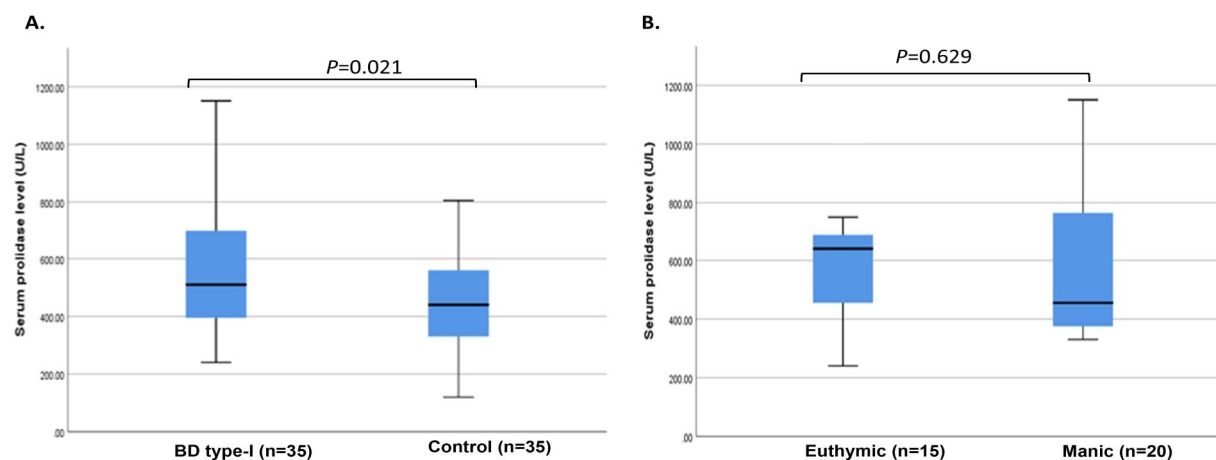 A.
P=0.021
Serum prolidase level (U/L)
1200.00
1000.00
800.00
600.00
400.00
200.00
.00
BD type-I (n=35)
Control (n=35)
B.
P=0.629
Serum prolidase level (U/L)
1200.00
1000.00
800.00
600.00
400.00
200.00
.00
Euthymic (n=15)
Manic (n=20)